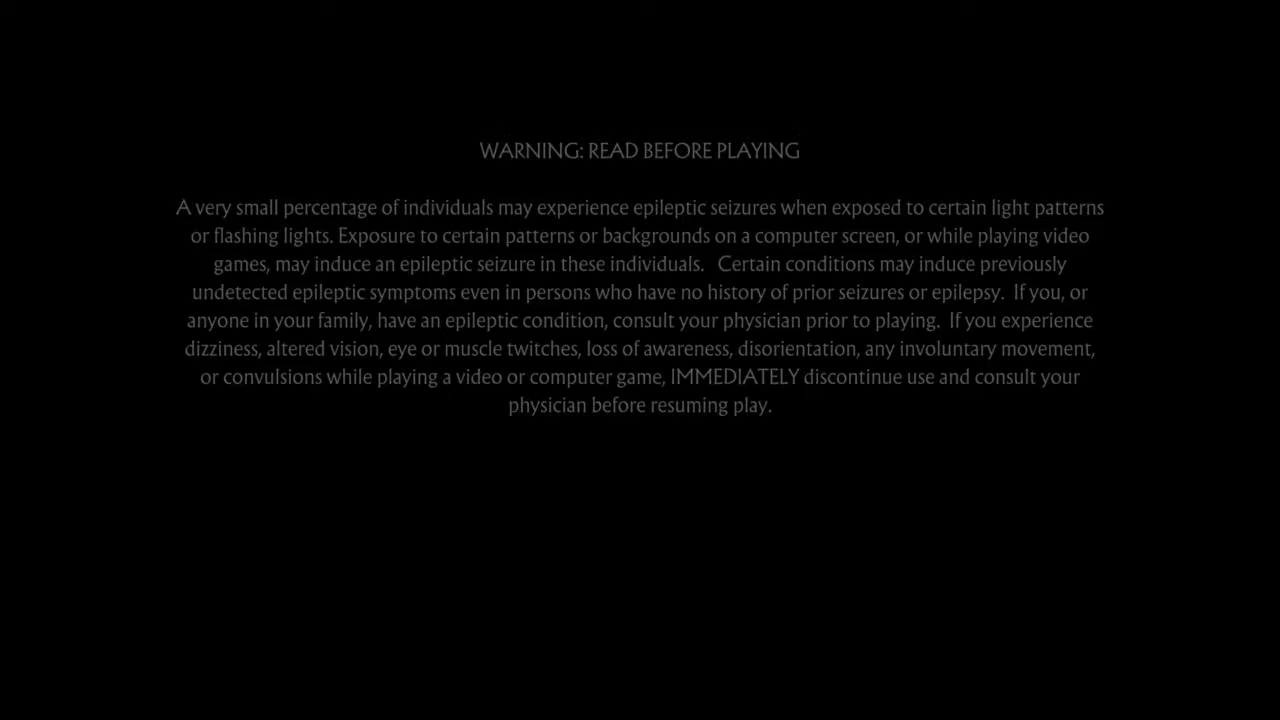 WARNING: READ BEFORE PLAYING
A very small percentage of individuals may experience epileptic seizures when exposed to certain light patterns
or flashing lights. Exposure to certain patterns or backgrounds on a computer screen, or while playing video
games, may induce an epileptic seizure in these individuals.   Certain conditions may induce previously
undetected epileptic symptoms even in persons who have no history of prior seizures or epilepsy.  If you, or
anyone in your family, have an epileptic condition, consult your physician prior to playing.  If you experience
dizziness, altered vision, eye or muscle twitches, loss of awareness, disorientation, any involuntary movement,
or convulsions while playing a video or computer game, IMMEDIATELY discontinue use and consult your
physician before resuming play.